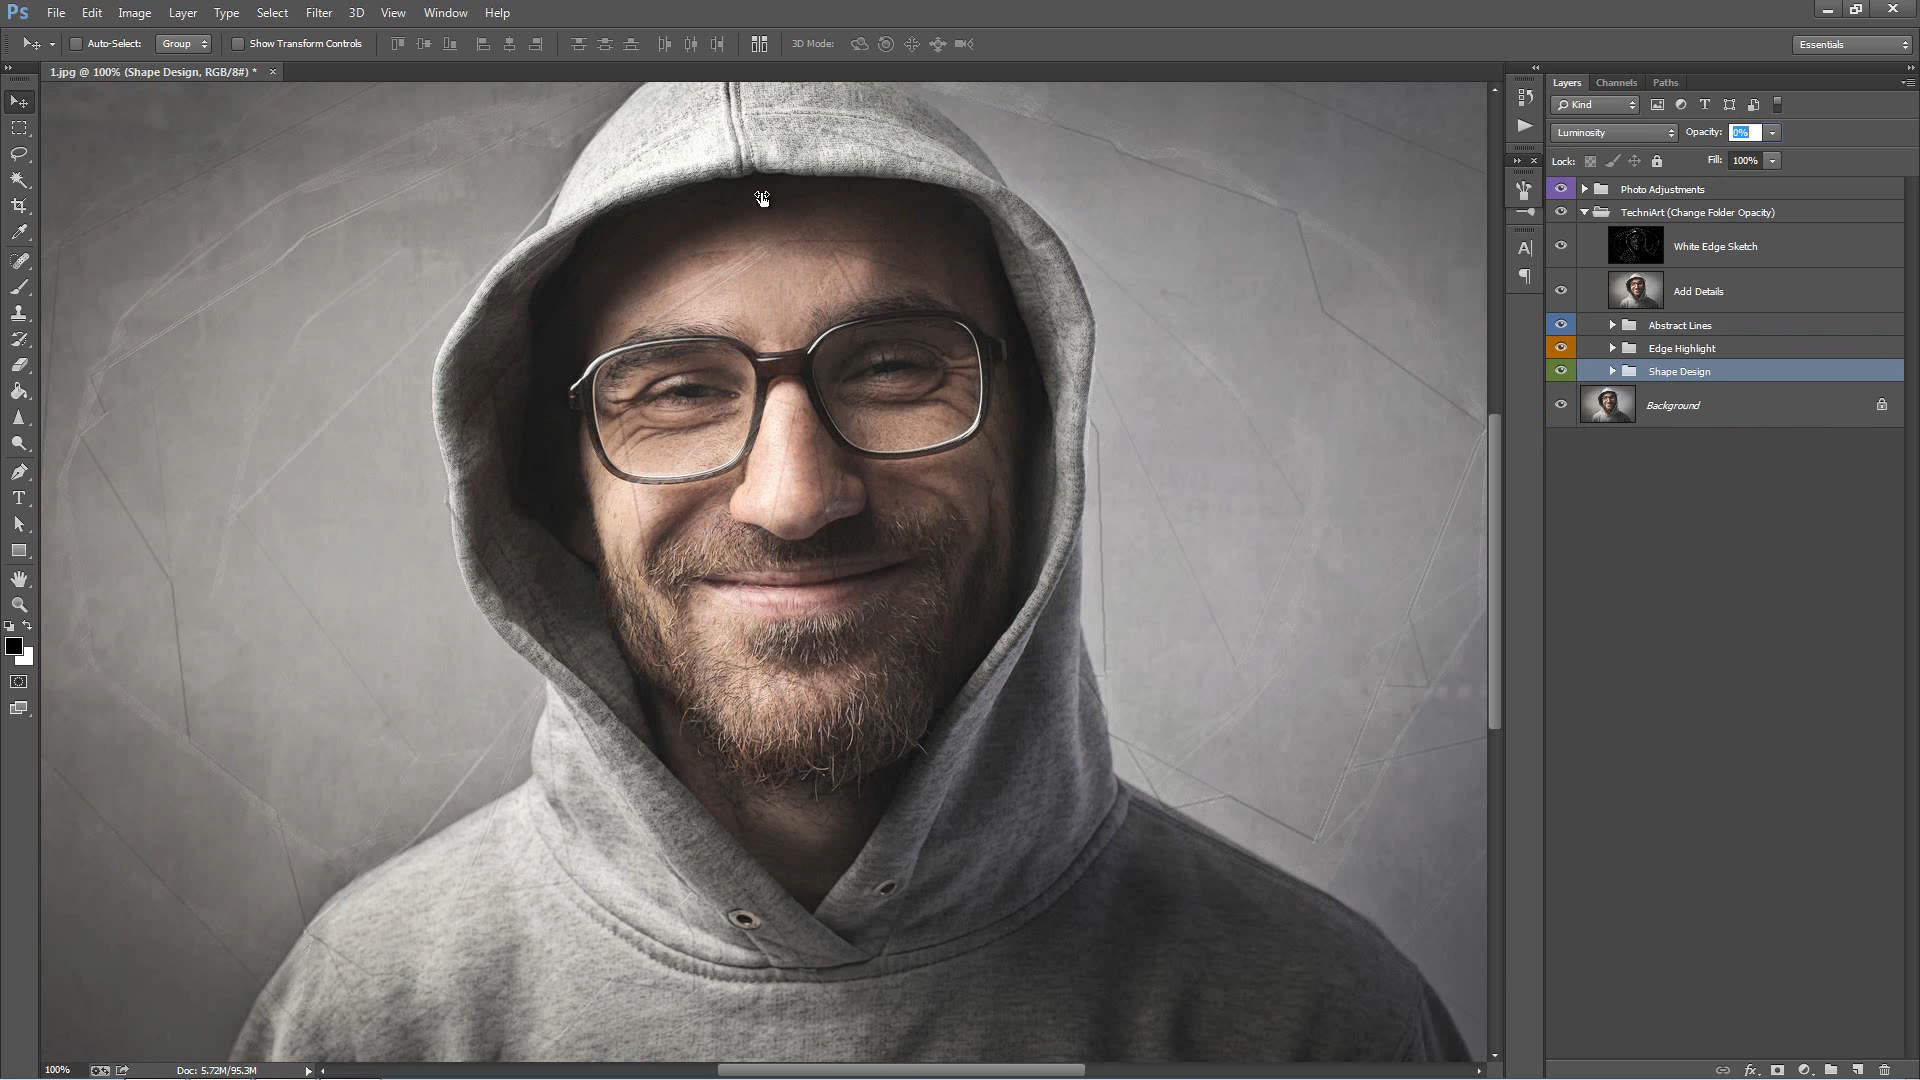 Ps File Edit Image Layer Type Select Filter 3D View Window Help
Auto-Select: Group Show Transform Controls 3D Mode: Essentials
1.jpg @ 100% (Shape Design, RGB/8#) * ×
Layers Channels Paths
Kind
Luminosity Opacity: 0%
Lock: Fill: 100%
Photo Adjustments
TechniArt (Change Folder Opacity)
White Edge Sketch
Add Details
Abstract Lines
Edge Highlight
Shape Design
Background
100% Doc: 5.72M/95.3M